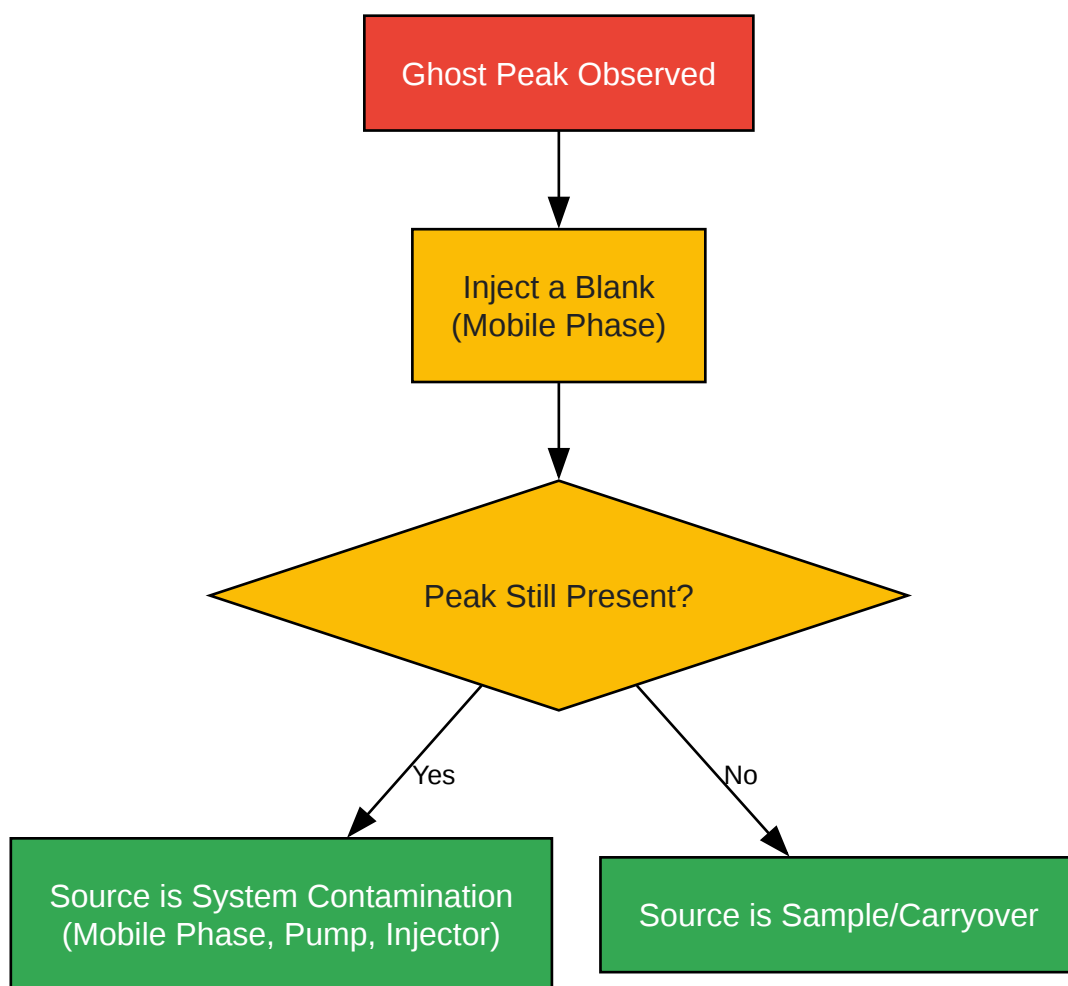 Ghost Peak Observed
Inject a Blank
(Mobile Phase)
Peak Still Present?
Yes
No
Source is System Contamination
(Mobile Phase, Pump, Injector)
Source is Sample/Carryover